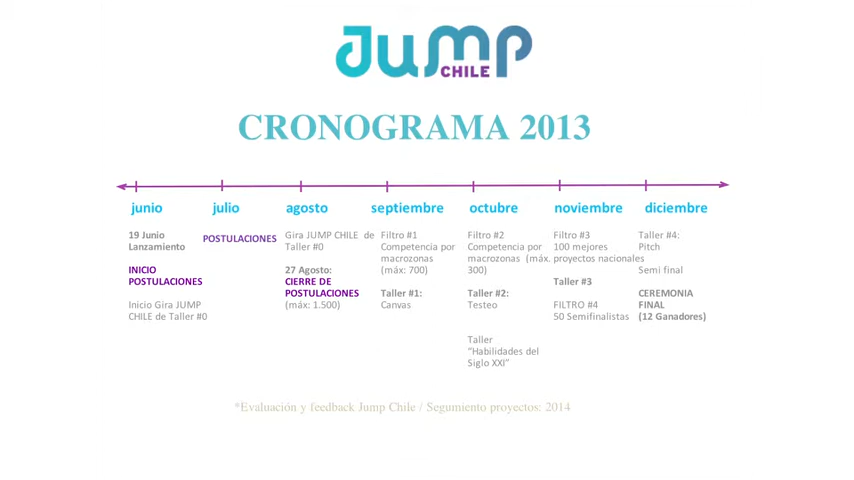 Jump
CHILE
CRONOGRAMA 2013
junio
julio
agosto
septiembre
octubre
noviembre
diciembre
19 Junio
Lanzamiento
INICIO
POSTULACIONES
Inicio Gira JUMP
CHILE de Taller #0
POSTULACIONES
Gira JUMP CHILE de
Taller #0
27 Agosto:
CIERRE DE
POSTULACIONES
(máx: 1.500)
Filtro #1
Competencia por
macrozonas
(máx: 700)
Taller #1:
Canvas
Filtro #2
Competencia por
macrozonas (máx.
300)
Taller #2:
Testeo
Taller
"Habilidades del
Siglo XXI"
Filtro #3
100 mejores
proyectos nacionales
Taller #3
FILTRO #4
50 Semifinalistas
Taller #4:
Pitch
Semi final
CEREMONIA
FINAL
(12 Ganadores)
*Evaluación y feedback Jump Chile / Segumiento proyectos: 2014